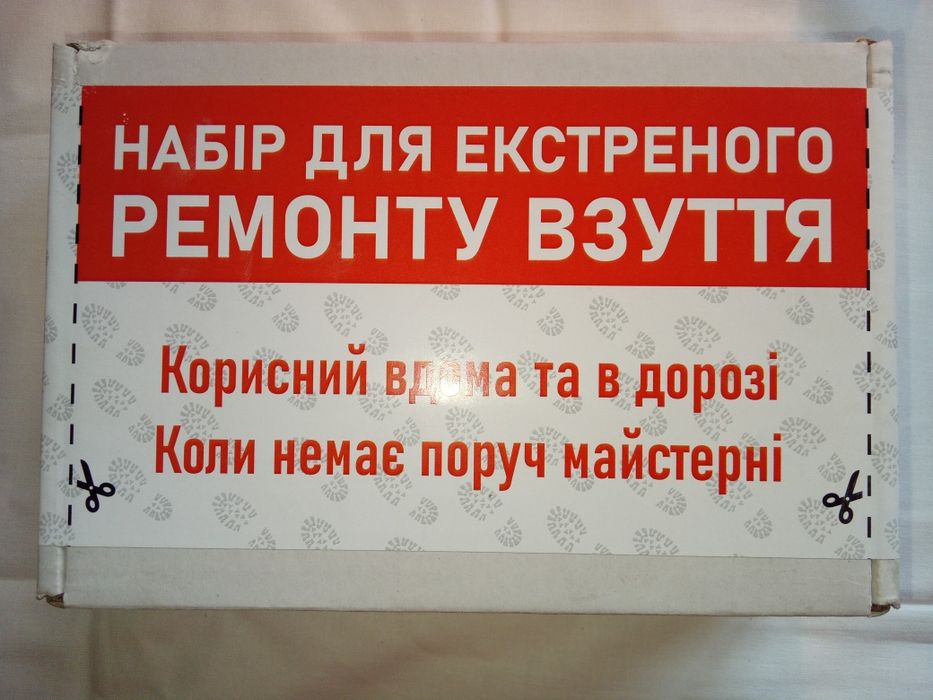 НАБІР ДЛЯ ЕКСТРЕНОГО
РЕМОНТУ ВЗУТТЯ
Корисний вдома та в дорозі
Коли немає поруч майстерні